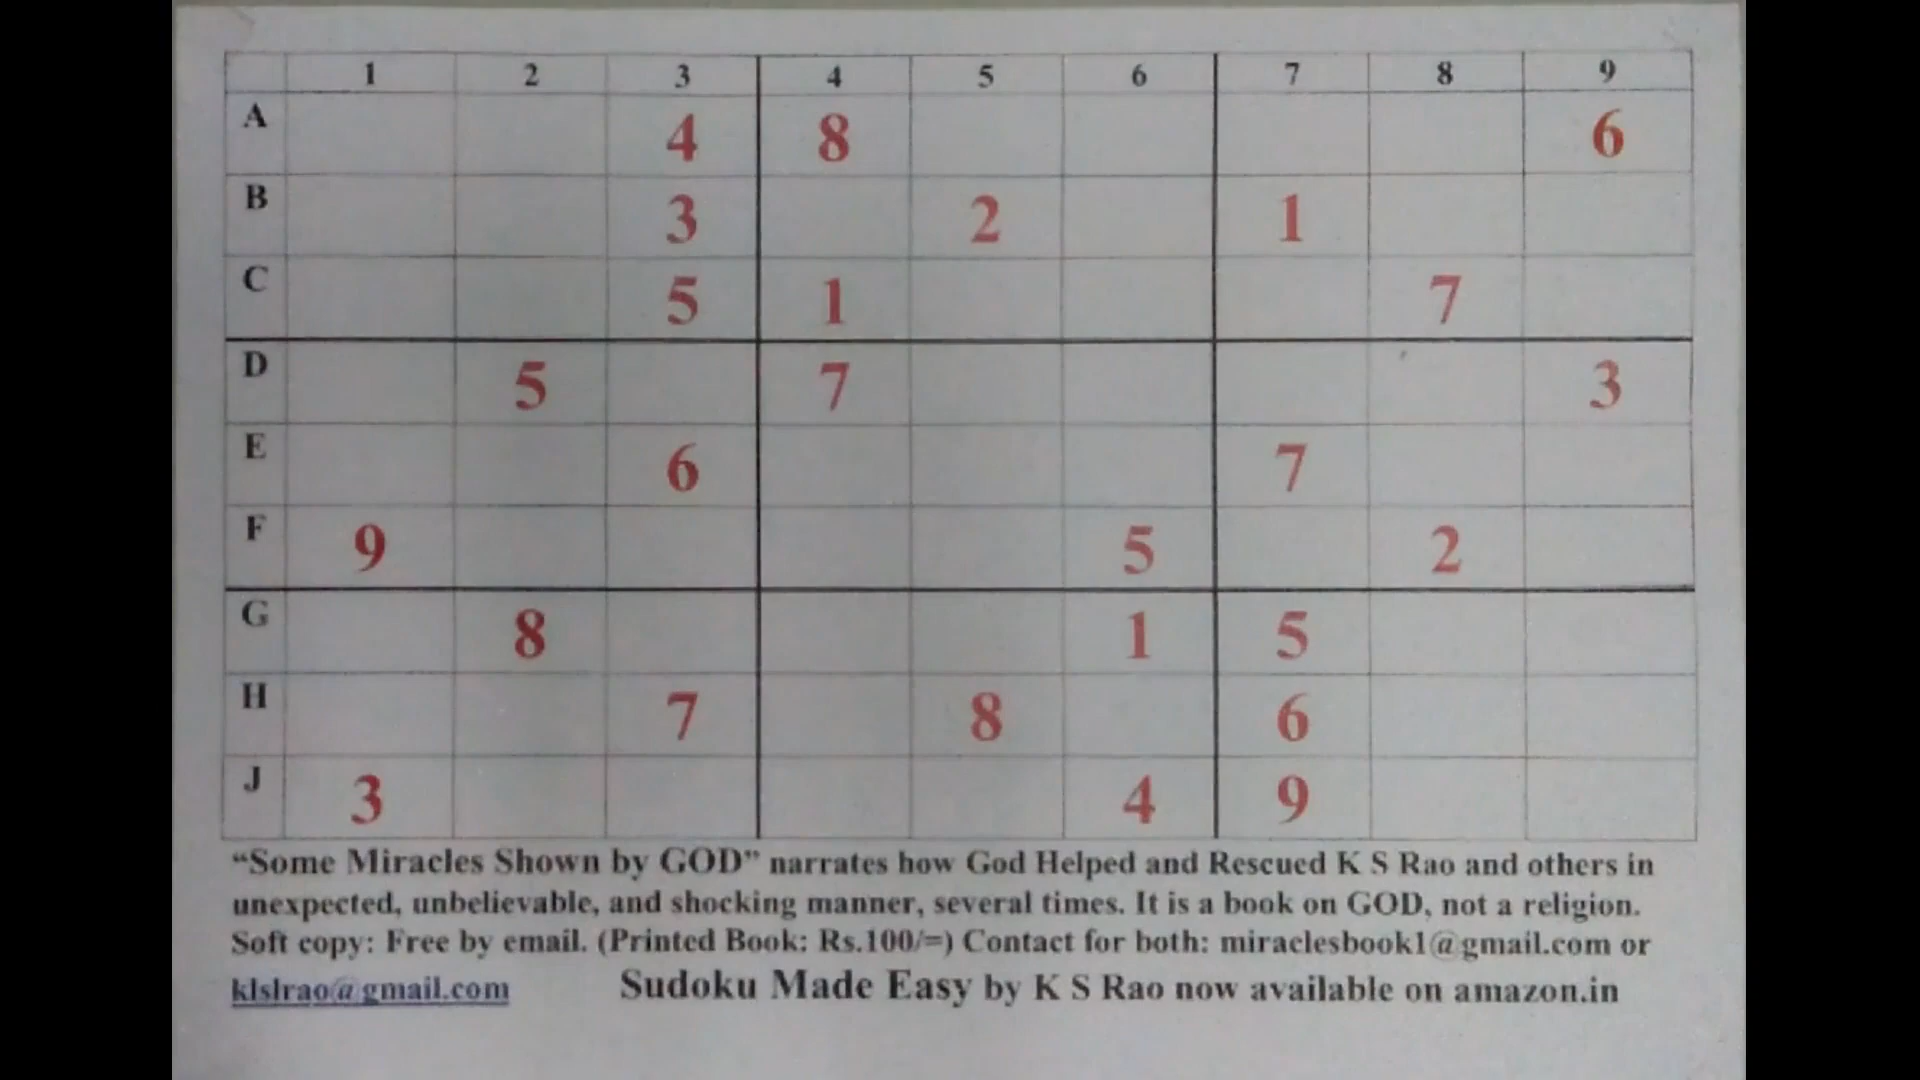 1 2 3 4 5 6 7 8 9
A 4 8 6
B 3 2 1
C 5 1 7
D 5 7 3
E 6 7
F 9 5 2
G 8 1 5
H 7 8 6
J 3 4 9
“Some Miracles Shown by GOD” narrates how God Helped and Rescued K S Rao and others in
unexpected, unbelievable, and shocking manner, several times. It is a book on GOD, not a religion.
Soft copy: Free by email. (Printed Book: Rs.100/=) Contact for both: miraclesbook1@gmail.com or
klslrao@gmail.com Sudoku Made Easy by K S Rao now available on amazon.in